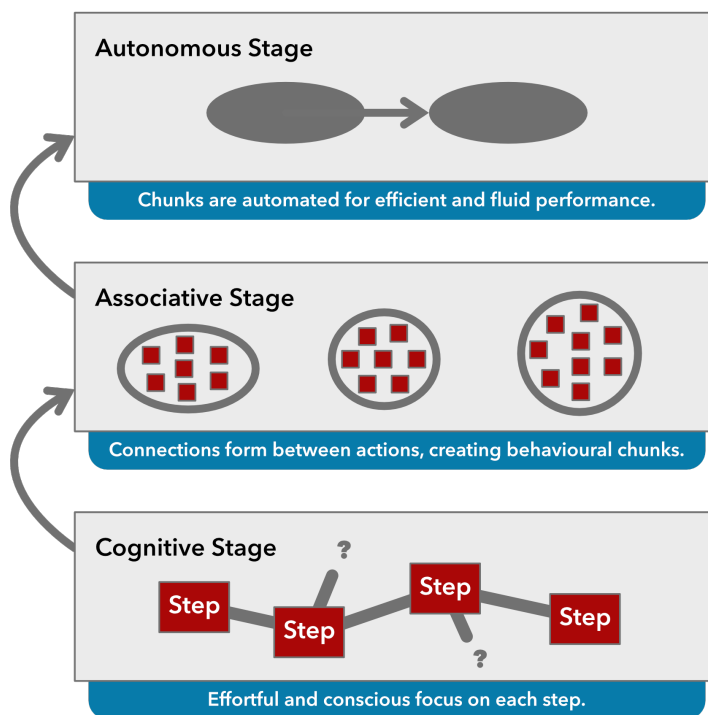 Autonomous Stage
Chunks are automated for efficient and fluid performance.
Associative Stage
Connections form between actions, creating behavioural chunks.
Cognitive Stage
?
Step
Step
Step
Step
?
Effortful and conscious focus on each step.